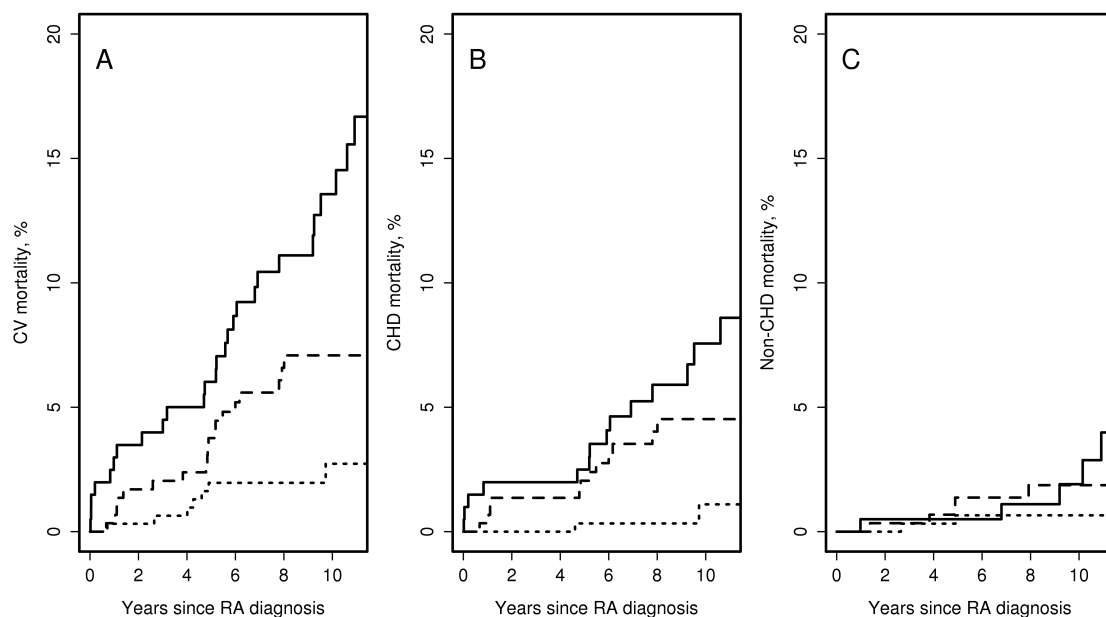 A
CV mortality, %
20
15
10
5
0
0 2 4 6 8 10
Years since RA diagnosis
B
CHD mortality, %
20
15
10
5
0
0 2 4 6 8 10
Years since RA diagnosis
C
Non-CHD mortality, %
20
15
10
5
0
0 2 4 6 8 10
Years since RA diagnosis